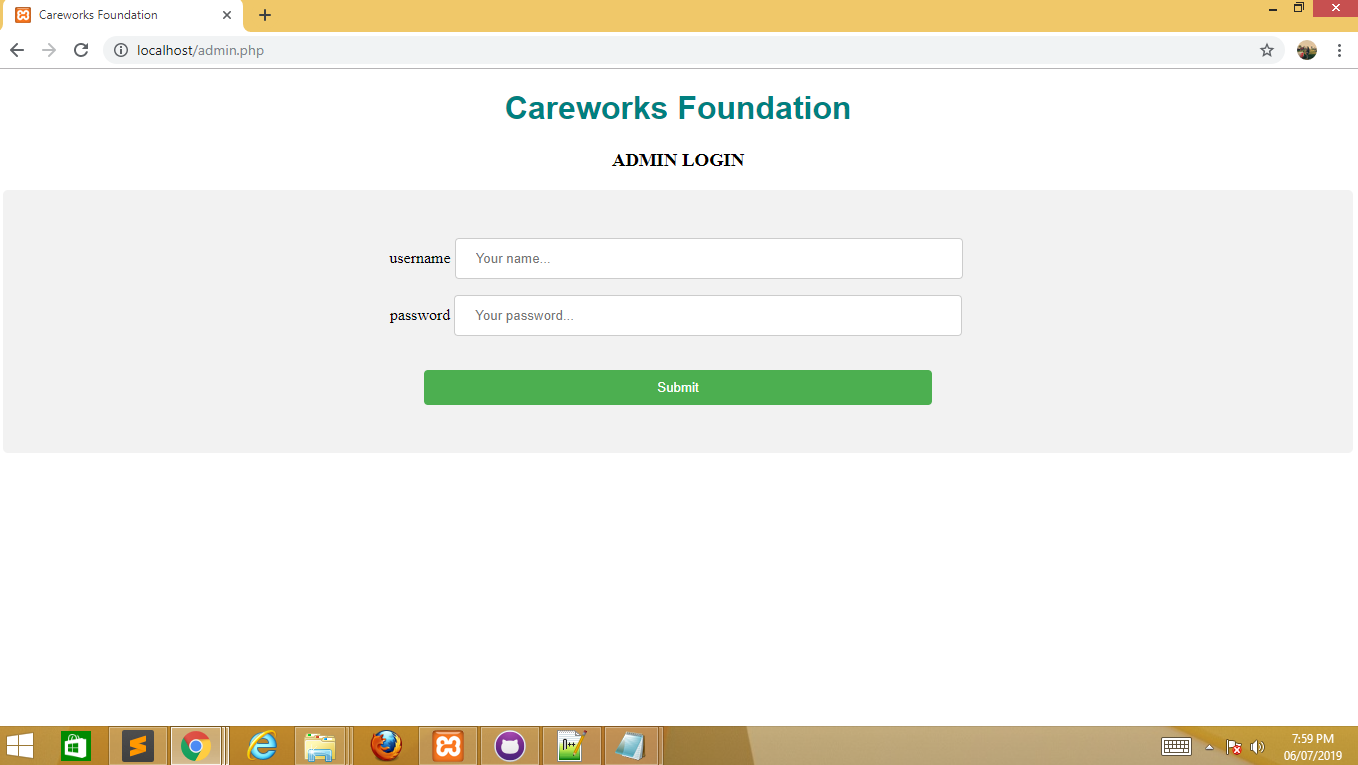 Careworks Foundation
localhost/admin.php
Careworks Foundation
ADMIN LOGIN
username Your name...
password Your password...
Submit
7:59 PM
06/07/2019